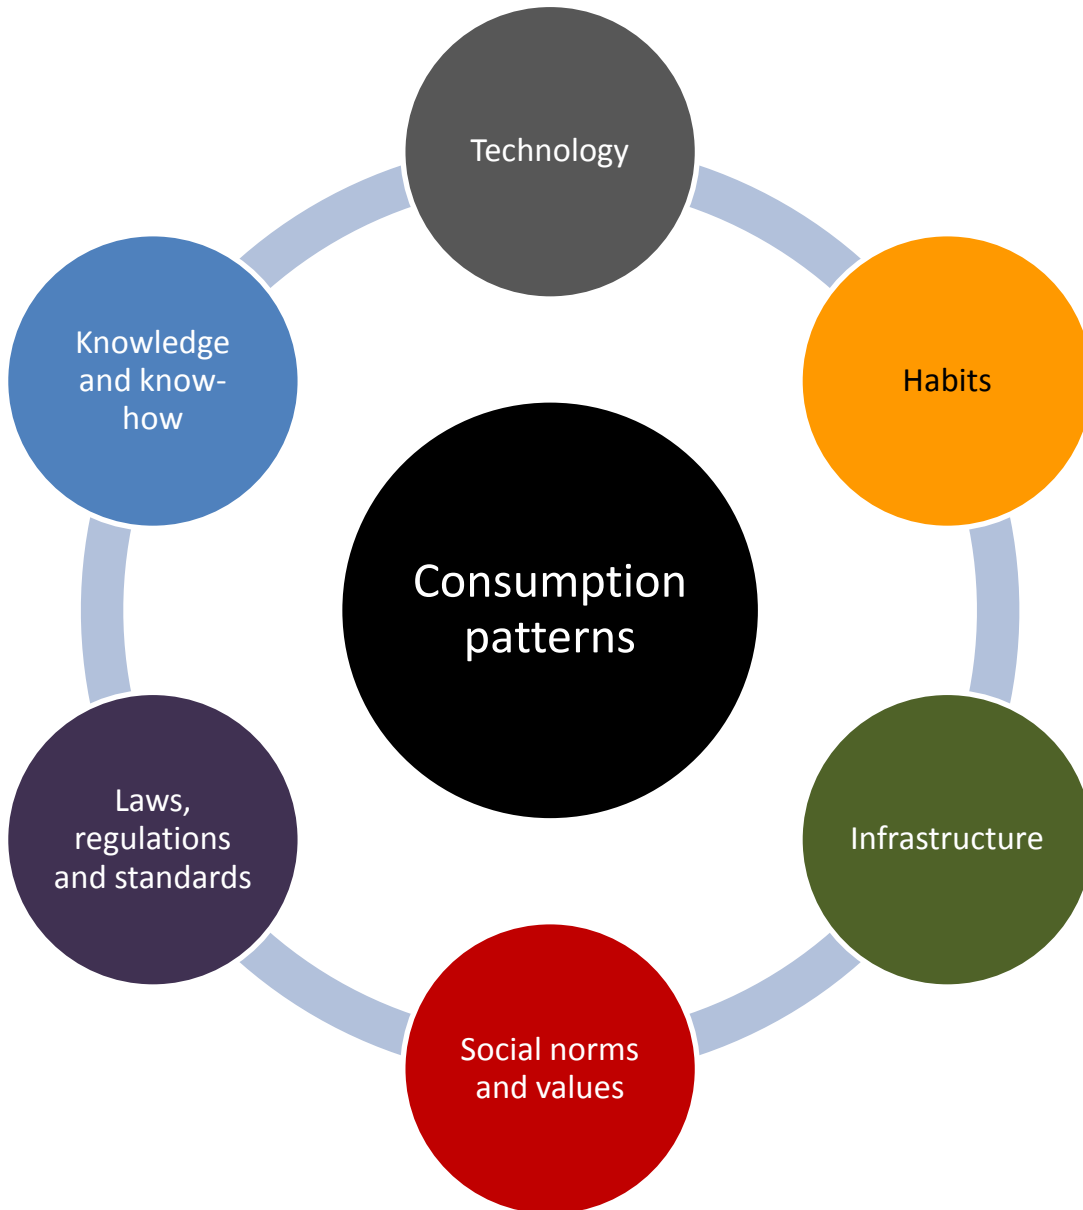 Technology
Knowledge
and know-
how
Habits
Consumption
patterns
Laws,
regulations
and standards
Infrastructure
Social norms
and values